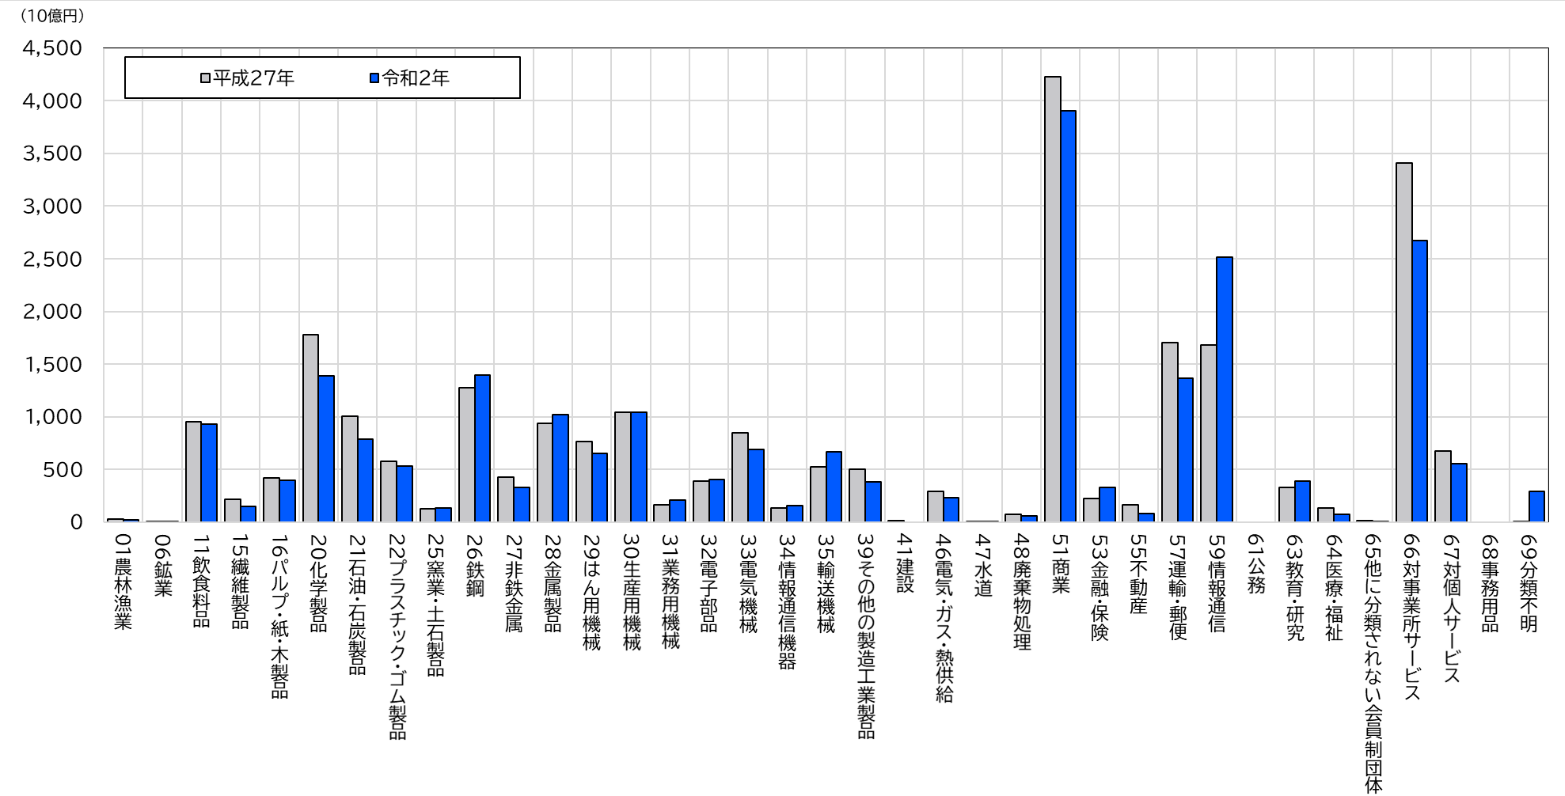 （10億円）
平成27年
令和2年
4,500
4,000
3,500
3,000
2,500
2,000
1,500
1,000
500
0
01農林漁業
06鉱業
11飲食料品
15繊維製品
16パルプ・紙・木製品
20化学製品
21石油・石炭製品
22プラスチック・ゴム製品
25窯業・土石製品
26鉄鋼
27非鉄金属
28金属製品
29はん用機械
30生産用機械
31業務用機械
32電子部品
33電気機械
34情報通信機器
35輸送機械
39その他の製造工業製品
41建設
46電気・ガス・熱供給
47水道
48廃棄物処理
51商業
53金融・保険
55不動産
57運輸・郵便
59情報通信
61公務
63教育・研究
64医療・福祉
65他に分類されない会員制団体
66対事業所サービス
67対個人サービス
68事務用品
69分類不明